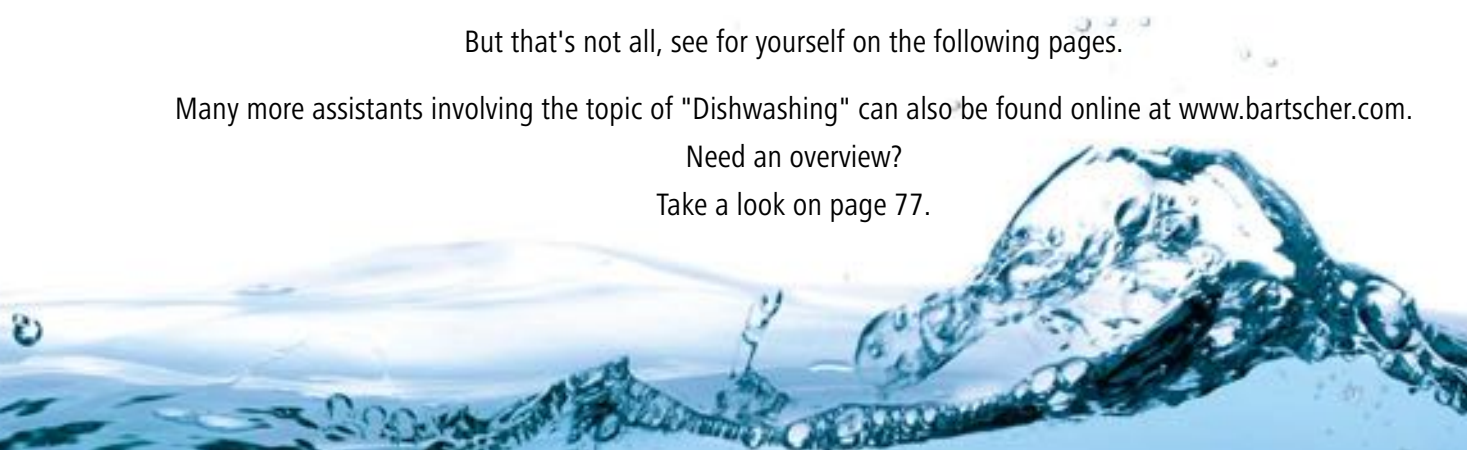 But that's not all, see for yourself on the following pages.
Many more assistants involving the topic of "Dishwashing" can also be found online at www.bartscher.com.
Need an overview?
Take a look on page 77.